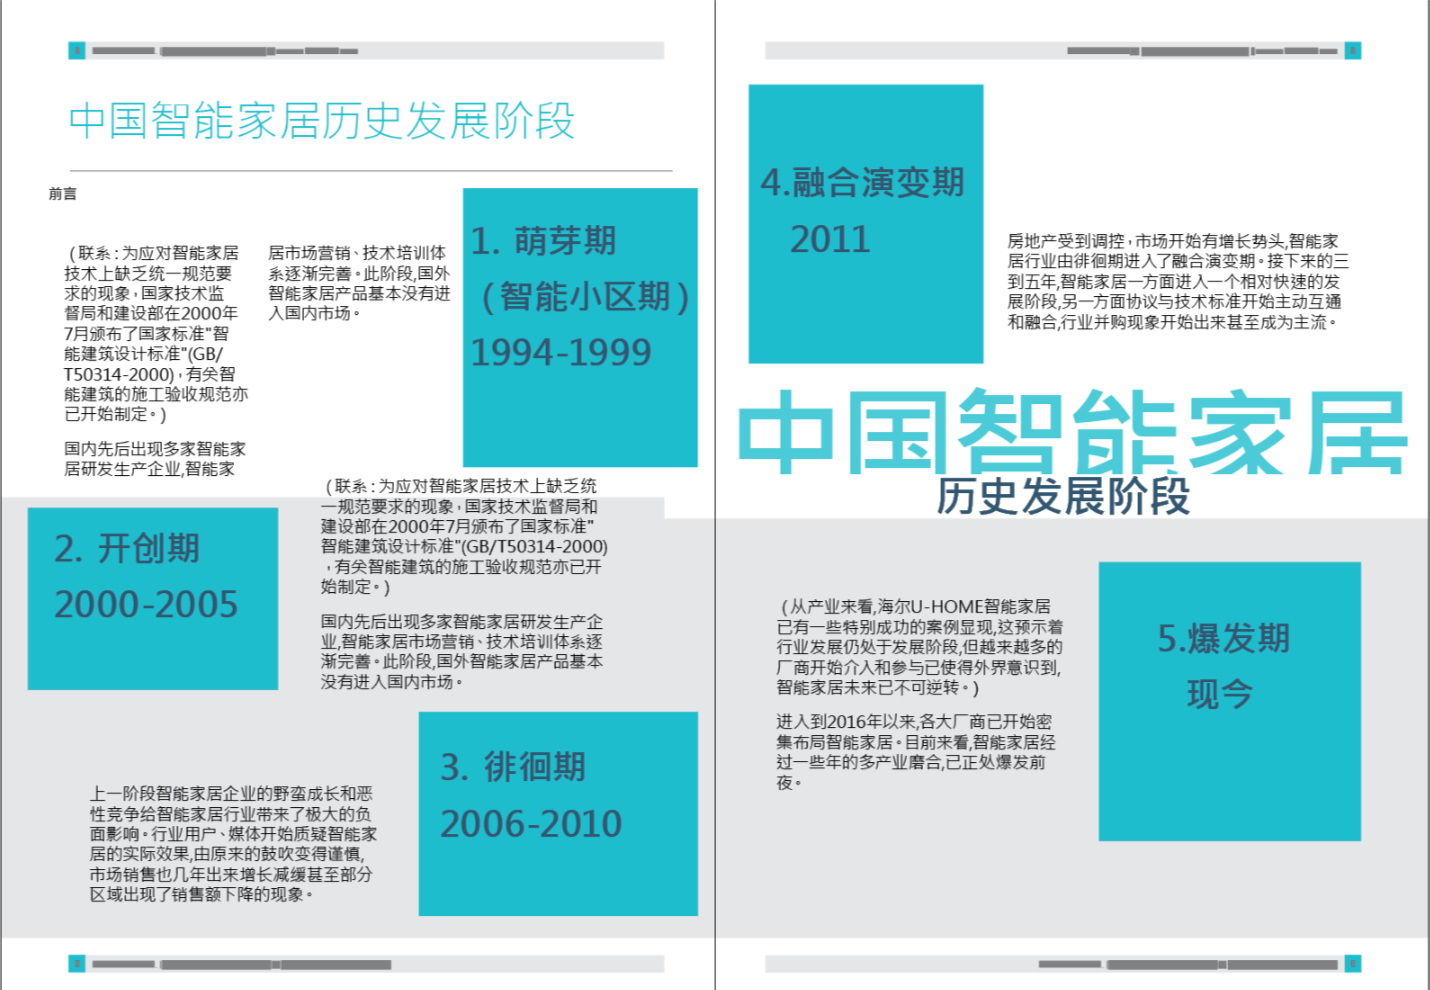 中国智能家居历史发展阶段
前言
(联系:为应对智能家居
技术上缺乏统一规范要
求的现象,国家技术监
督局和建设部在2000年
7月颁布了国家标准"智
能建筑设计标准"(GB/
T50314-2000),有关智
能建筑的施工验收规范亦
已开始制定。)
国内先后出现多家智能家
居研发生产企业,智能家
居市场营销、技术培训体
系逐渐完善。此阶段,国外
智能家居产品基本没有进
入国内市场。
1. 萌芽期
(智能小区期)
1994-1999
2. 开创期
2000-2005
(联系:为应对智能家居技术上缺乏统
一规范要求的现象,国家技术监督局和
建设部在2000年7月颁布了国家标准"
智能建筑设计标准"(GB/T50314-2000)
,有关智能建筑的施工验收规范亦已开
始制定。)
国内先后出现多家智能家居研发生产企
业,智能家居市场营销、技术培训体系逐
渐完善。此阶段,国外智能家居产品基本
没有进入国内市场。
3. 徘徊期
2006-2010
上一阶段智能家居企业的野蛮成长和恶
性竞争给智能家居行业带来了极大的负
面影响。行业用户、媒体开始质疑智能家
居的实际效果,由原来的鼓吹变得谨慎,
市场销售也几年出来增长减缓甚至部分
区域出现了销售额下降的现象。
4.融合演变期
2011
房地产受到调控,市场开始有增长势头,智能家
居行业由徘徊期进入了融合演变期。接下来的三
到五年,智能家居一方面进入一个相对快速的发
展阶段,另一方面协议与技术标准开始主动互通
和融合,行业并购现象开始出来甚至成为主流。
中国智能家居
历史发展阶段
(从产业来看,海尔U-HOME智能家居
已有一些特别成功的案例显现,这预示着
行业发展仍处于发展阶段,但越来越多的
厂商开始介入和参与已使得外界意识到,
智能家居未来已不可逆转。)
进入到2016年以来,各大厂商已开始密
集布局智能家居。目前来看,智能家居经
过一些年的多产业磨合,已正处爆发前
夜。
5.爆发期
现今